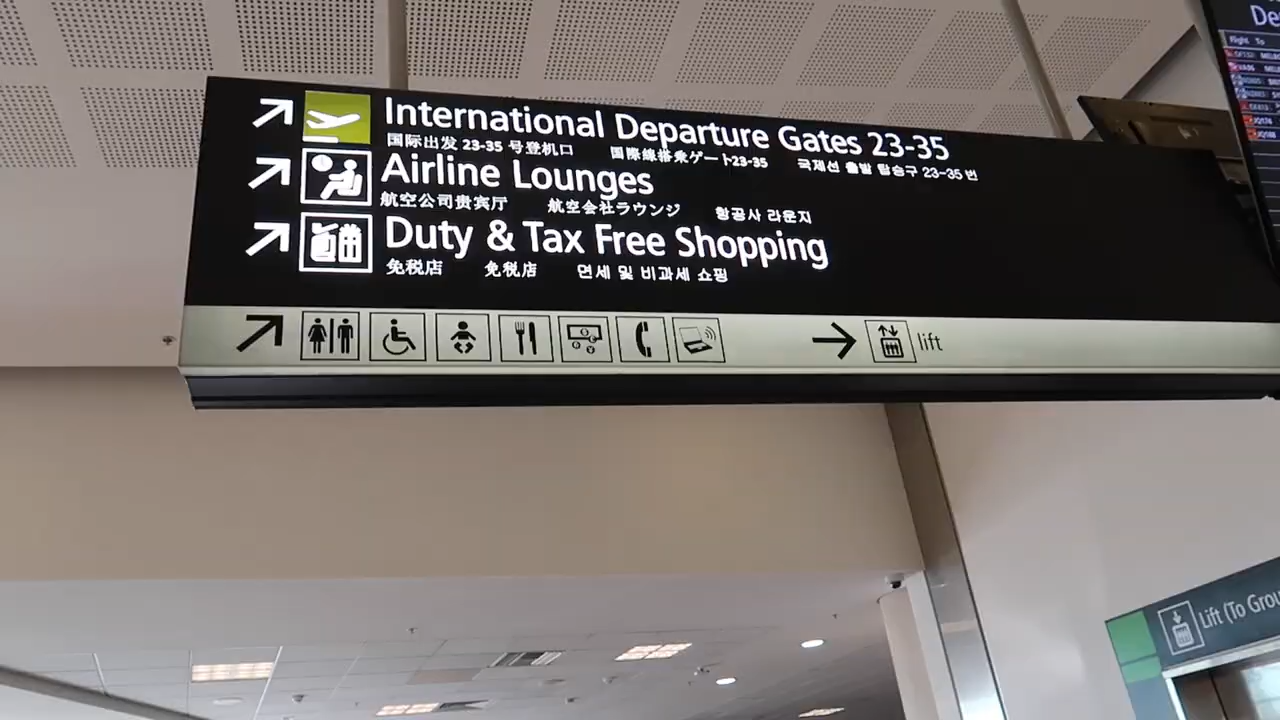 International Departure Gates 23-35
国际出发 23-35 号登机口 国際線搭乗ゲート23-35 국제선 출발 탑승구 23-35 번
Airline Lounges
航空公司贵宾厅 航空会社ラウンジ 항공사 라운지
Duty & Tax Free Shopping
免税店 免税店 면세 및 비과세 쇼핑
lift
Flight To
Lift (To